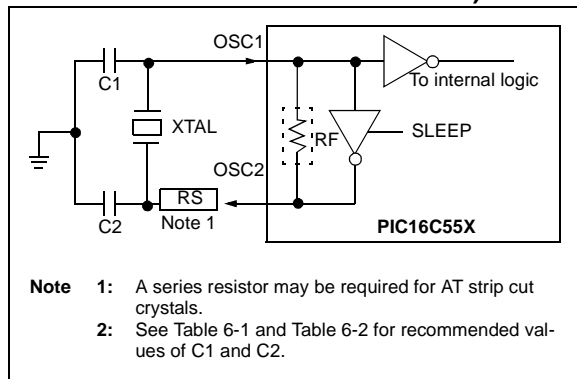 OSC1
C1
To internal logic
XTAL
RF
SLEEP
OSC2
RS
C2
Note 1
PIC16C55X
Note 1: A series resistor may be required for AT strip cut
crystals.
2: See Table 6-1 and Table 6-2 for recommended val-
ues of C1 and C2.